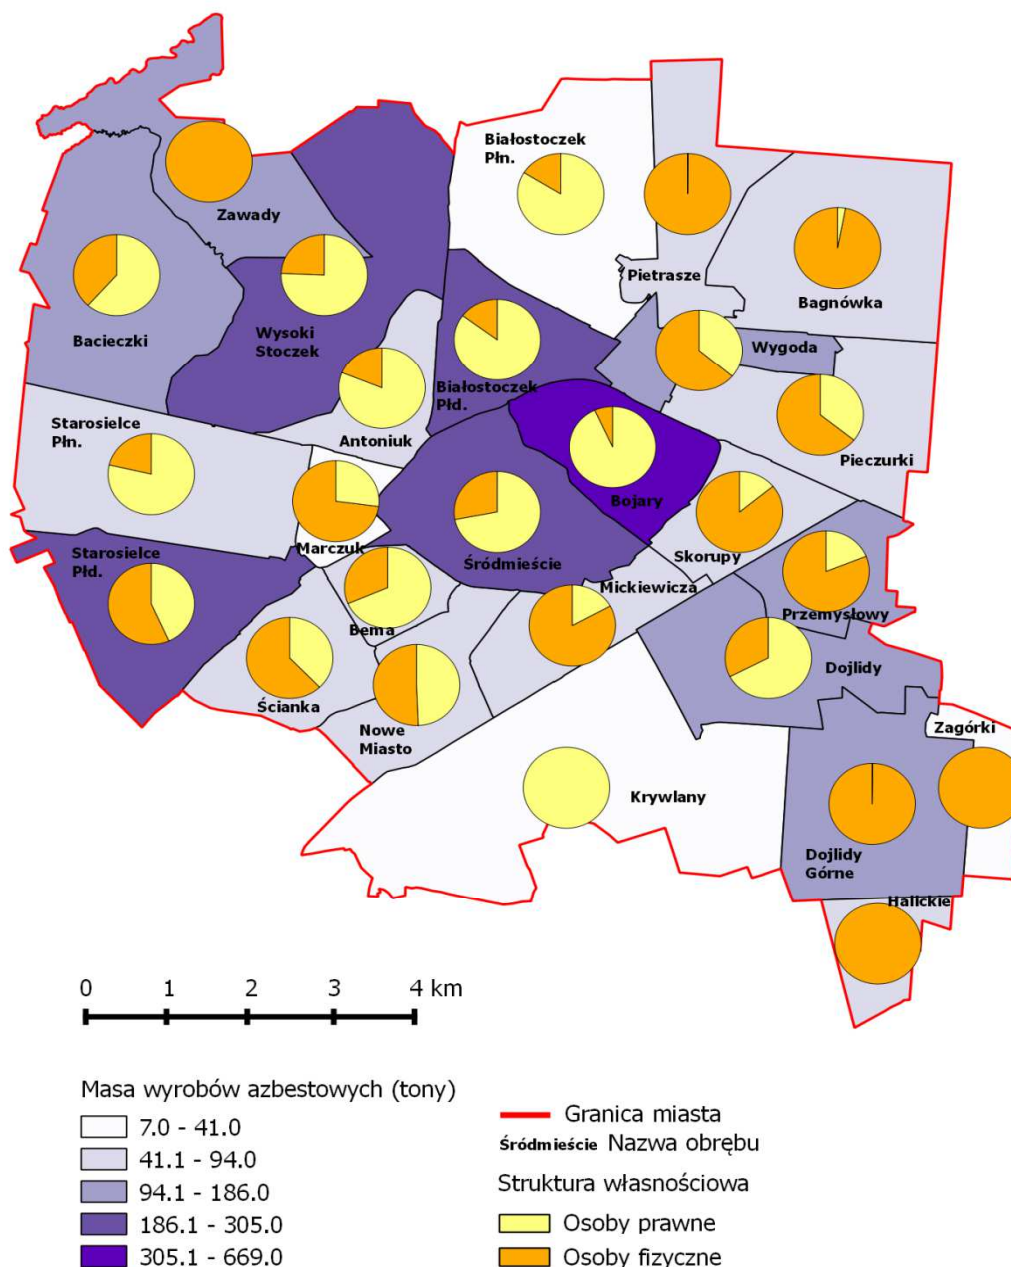 Białostoczek
Płn.
Zawady
Pietrasze
Bagnówka
Bacieczki
Wysoki
Stoczek
Wygoda
Białostoczek
Płd.
Starosielce
Płn.
Antoniuk
Pieczurki
Bojary
Marczuk
Śródmieście
Skorupy
Starosielce
Płd.
Mickiewicza
Bema
Przemysłowy
Dojlidy
Ścianka
Nowe
Miasto
Zagórki
Krywlany
Dojlidy
Górne
Halickie
0 1 2 3 4 km
Masa wyrobów azbestowych (tony)
7.0 - 41.0
41.1 - 94.0
94.1 - 186.0
186.1 - 305.0
305.1 - 669.0
Granica miasta
Śródmieście Nazwa obrębu
Struktura własnościowa
Osoby prawne
Osoby fizyczne